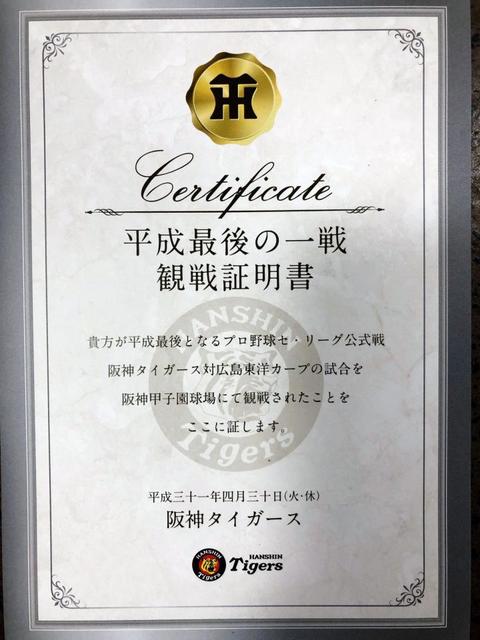 TH
Certificate
平成最後の一戦
観戦証明書
HANSHIN
貴方が平成最後となるプロ野球セ・リーグ公式戦
阪神タイガース対広島東洋カープの試合を
阪神甲子園球場にて観戦されたことを
ここに証します。
Tigers
平成三十一年四月三十日(火・休)
阪神タイガース
HANSHIN
Tigers
HANSHIN
Tigers